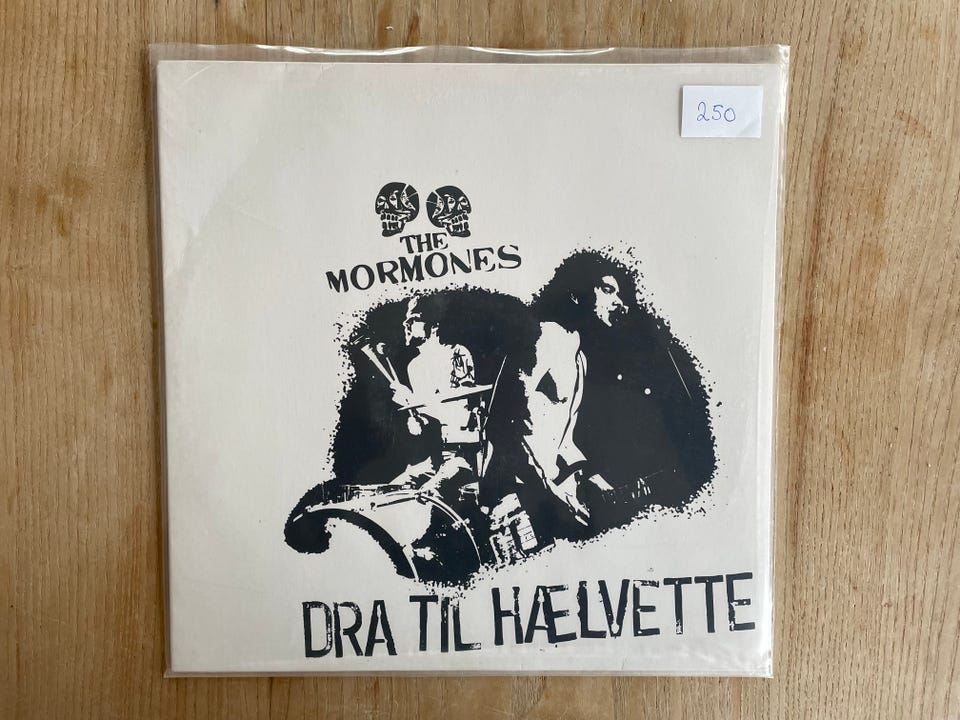 250
THE
MORMONES
DRA TIL HÆLVETTE